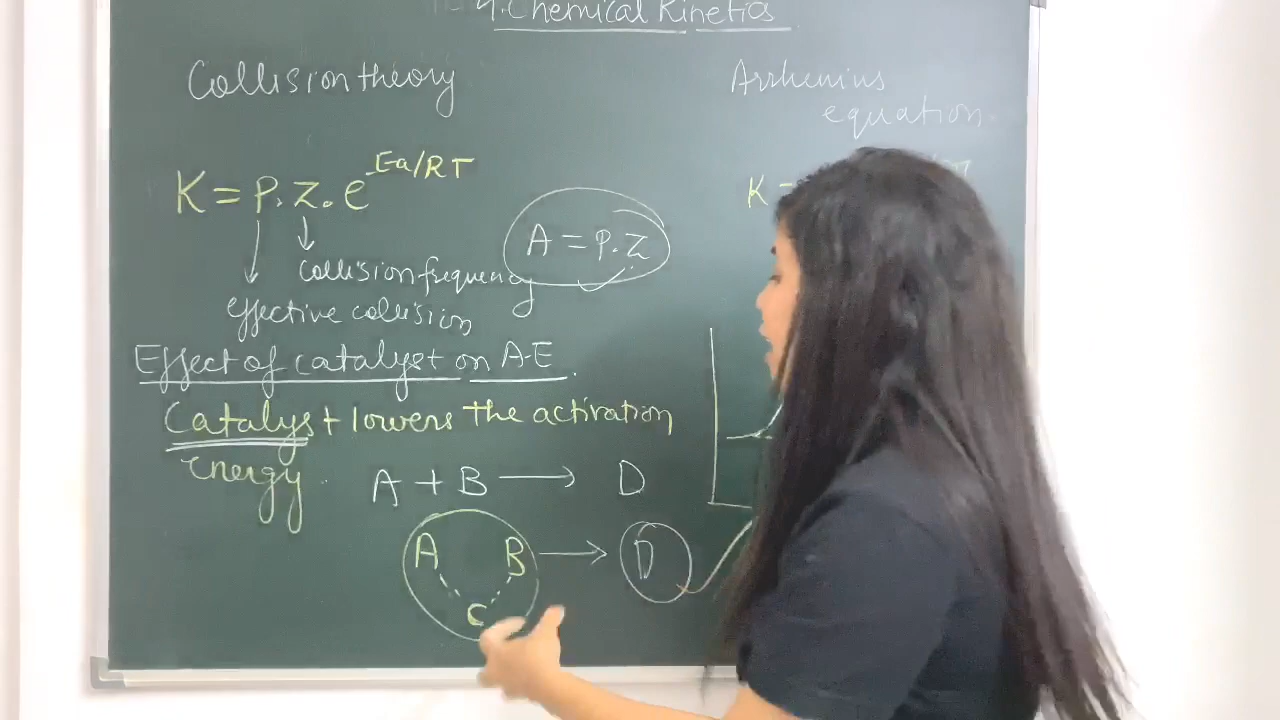 4. Chemical Kinetics
Collision theory
K = P. Z. e-Ea/RT
Collision frequency
effective collision
A = P. Z
Effect of catalyst on A-E.
Catalyst lowers the activation
Energy.
A + B → D
A B → D
C
Arrhenius
equation.
K =